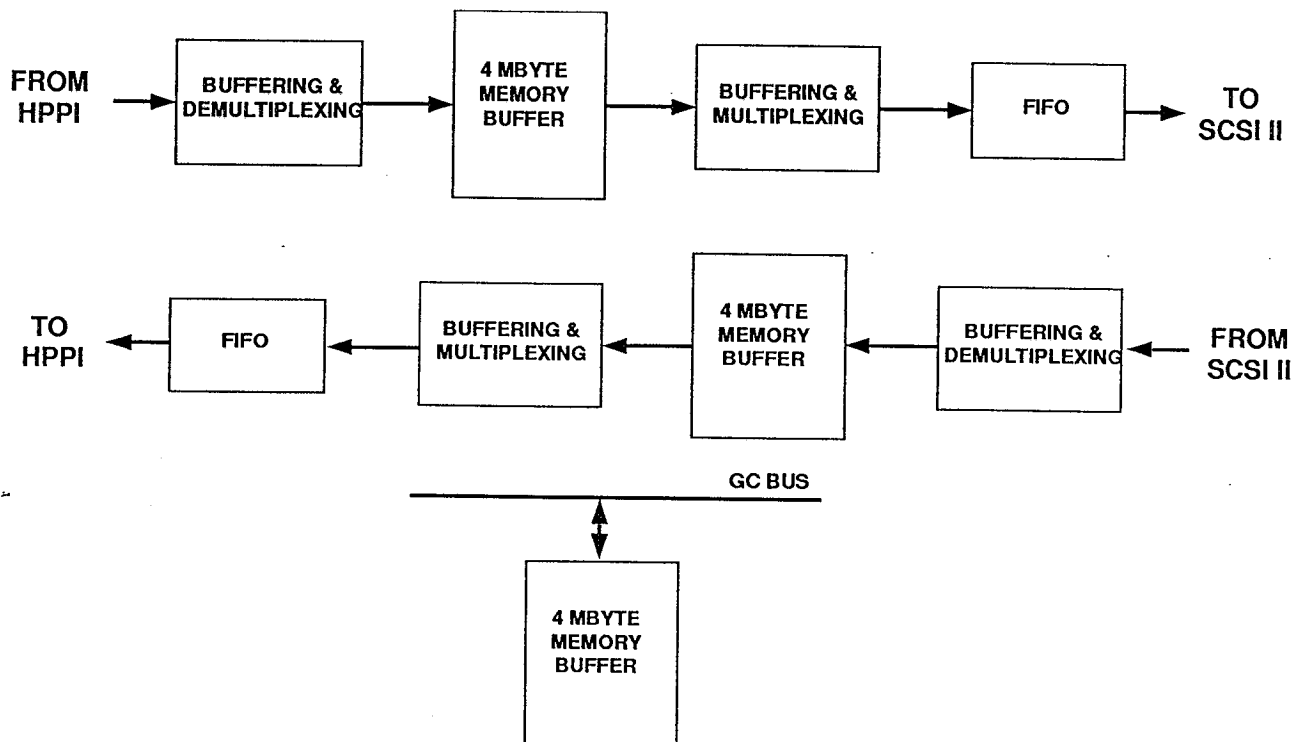 FROM
HPPI
BUFFERING &
DEMULTIPLEXING
4 MBYTE
MEMORY
BUFFER
BUFFERING &
MULTIPLEXING
FIFO
TO
SCSI II
TO
HPPI
FIFO
BUFFERING &
MULTIPLEXING
4 MBYTE
MEMORY
BUFFER
BUFFERING &
DEMULTIPLEXING
FROM
SCSI II
GC BUS
4 MBYTE
MEMORY
BUFFER